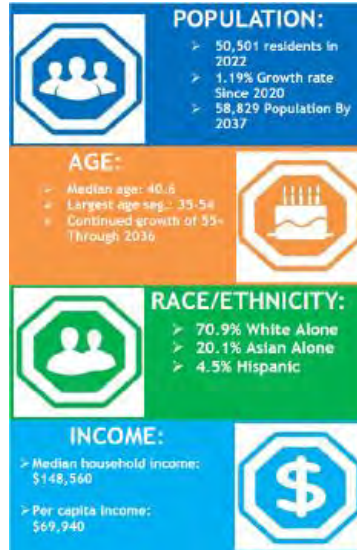 POPULATION:
➢ 50,501 residents in
2022
➢ 1.19% Growth rate
Since 2020
➢ 58,829 Population By
2037
AGE:
➢ Median age: 40.6
➢ Largest age seg.: 35-54
➢ Continued growth of 55+
Through 2036
RACE/ETHNICITY:
➢ 70.9% White Alone
➢ 20.1% Asian Alone
➢ 4.5% Hispanic
INCOME:
➢ Median household income:
$148,560
➢ Per capita income:
$69,940